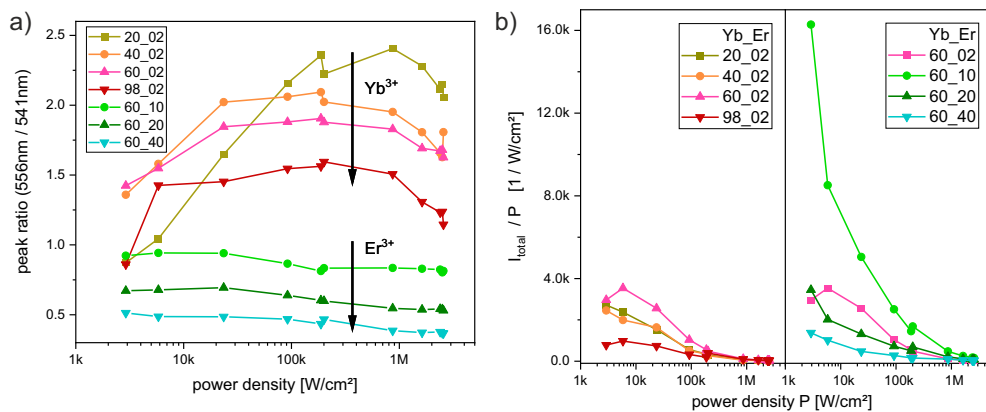 a)
20_02
40_02
60_02
98_02
60_10
60_20
60_40
Yb³⁺
Er³⁺
peak ratio (556nm / 541nm)
2.5
2.0
1.5
1.0
0.5
1k 10k 100k 1M
power density [W/cm²]
b)
Yb_Er
20_02
40_02
60_02
98_02
Yb_Er
60_02
60_10
60_20
60_40
I_total / P [1 / W/cm²]
16.0k
12.0k
8.0k
4.0k
0.0
1k 10k 100k 1M 1k 10k 100k 1M
power density P [W/cm²]